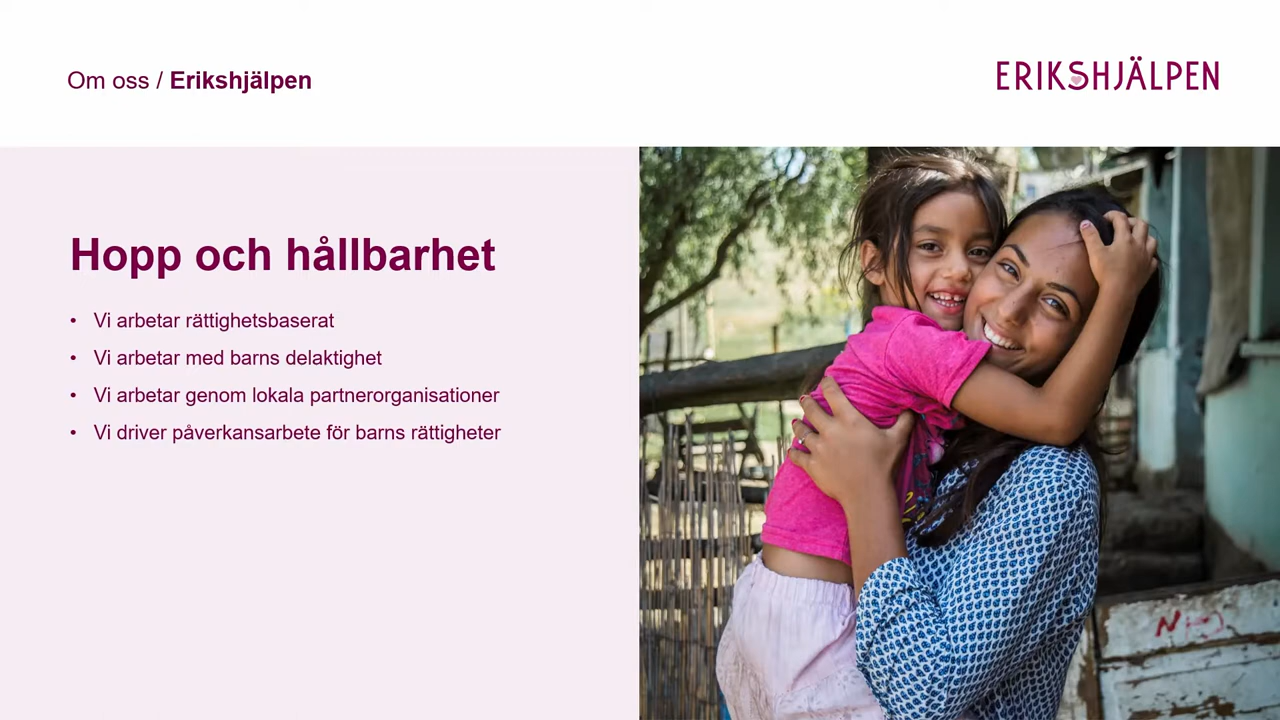 Om oss / Erikshjälpen
ERIKSHJÄLPEN
Hopp och hållbarhet
• Vi arbetar rättighetsbaserat
• Vi arbetar med barns delaktighet
• Vi arbetar genom lokala partnerorganisationer
• Vi driver påverkansarbete för barns rättigheter